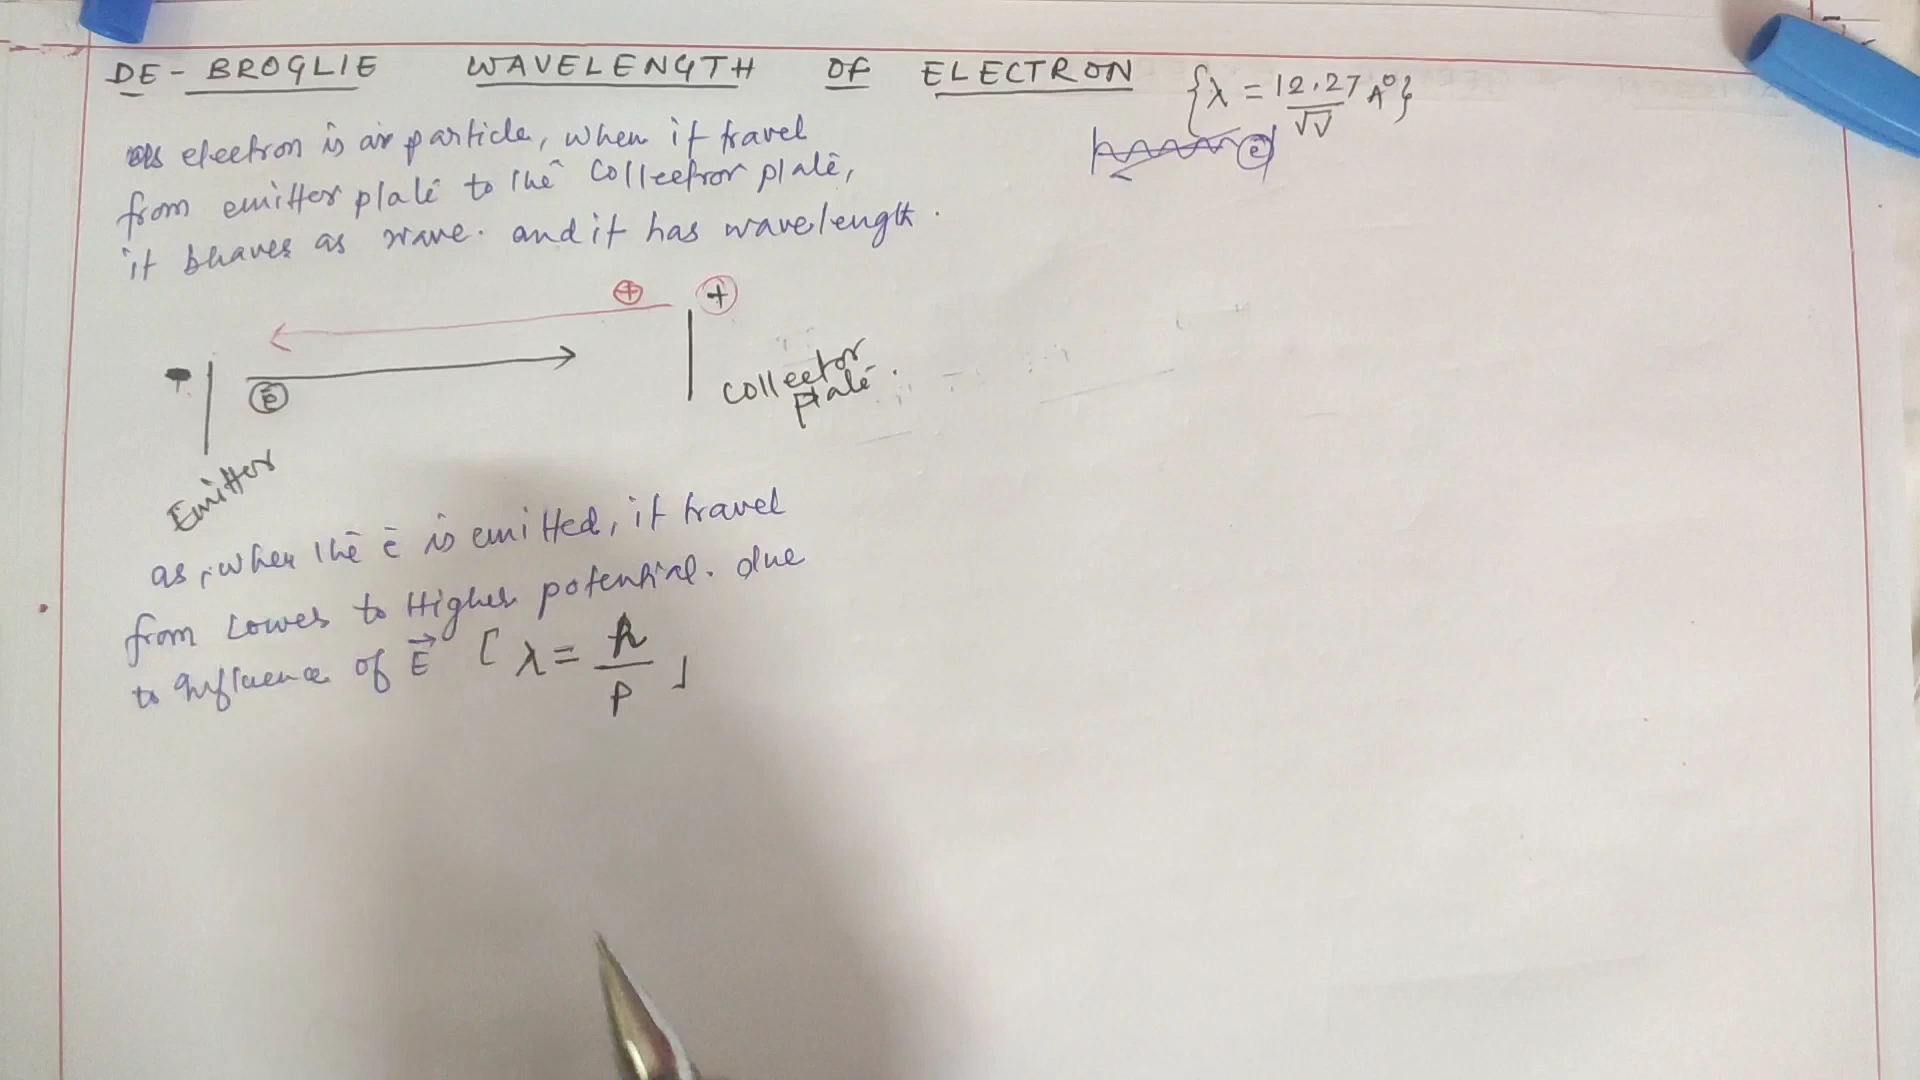 DE-BROGLIE WAVELENGTH OF ELECTRON {λ = 12.27/√V A°}
as electron is a particle, when it travel
from emitter plate to the Collector plate,
it bhaves as wave. and it has wavelength.
e
+ +
-
e
Collector
plate.
Emitter
as, when the e is emitted, it travel
from Lower to Higher potential. due
to influence of E [λ = h/p]